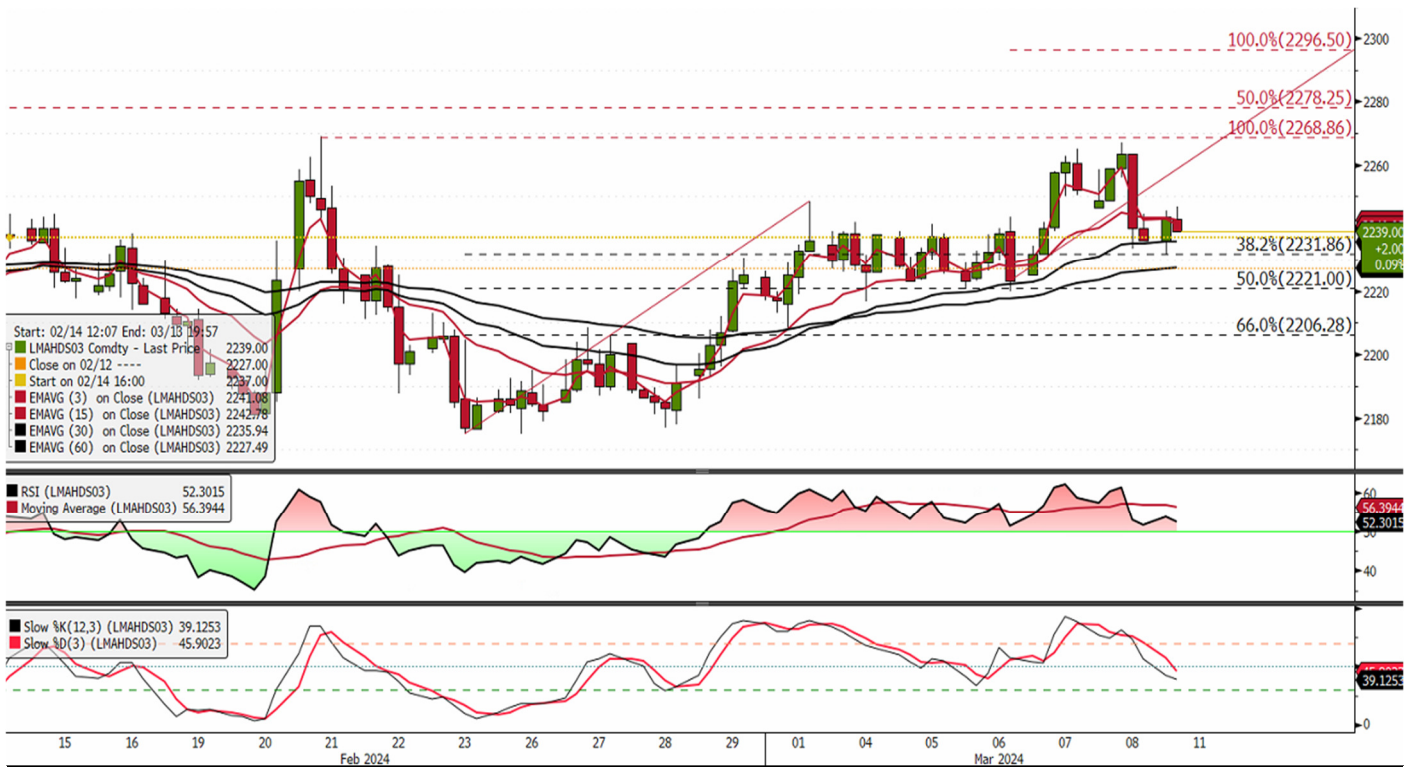 100.0%(2296.50)
50.0%(2278.25)
100.0%(2268.86)
38.2%(2231.86)
50.0%(2221.00)
66.0%(2206.28)
2300
2280
2260
2239.00
+2.00
0.09%
2220
2200
2180
Start: 02/14 12:07 End: 03/13 19:57
LMAHDS03 Comdty - Last Price 2239.00
Close on 02/12 ---- 2227.00
Start on 02/14 16:00 2237.00
EMAVG (3) on Close (LMAHDS03) 2241.08
EMAVG (15) on Close (LMAHDS03) 2242.78
EMAVG (30) on Close (LMAHDS03) 2235.94
EMAVG (60) on Close (LMAHDS03) 2227.49
RSI (LMAHDS03) 52.3015
Moving Average (LMAHDS03) 56.3944
60
56.3944
52.3015
50
40
Slow %K(12,3) (LMAHDS03) 39.1253
Slow %D(3) (LMAHDS03) 45.9023
45.9023
39.1253
0
15 16 19 20 21 22 23 26 27 28 29 01 04 05 06 07 08 11
Feb 2024 Mar 2024